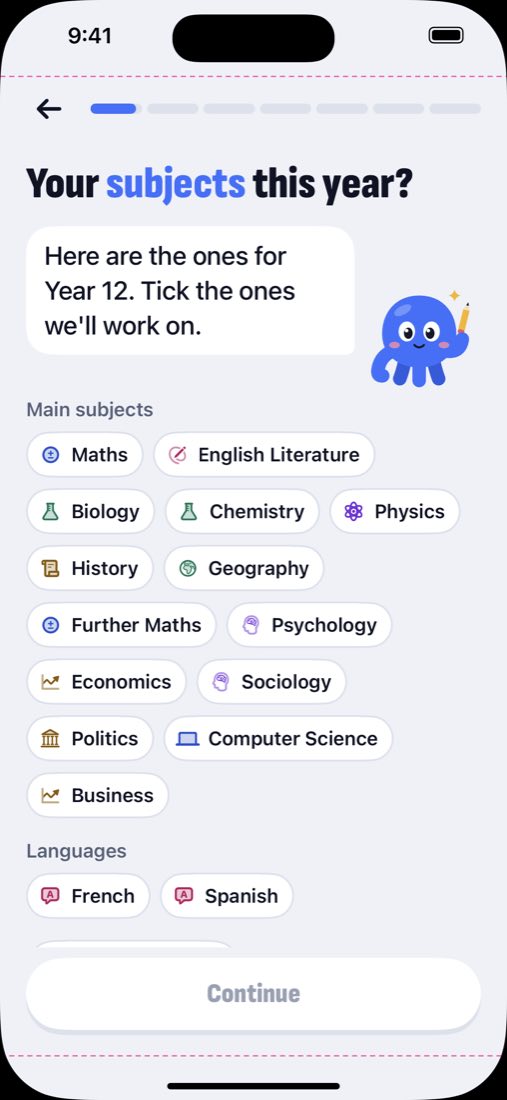 9:41
Your subjects this year?
Here are the ones for
Year 12. Tick the ones
we'll work on.
Main subjects
Maths English Literature
Biology Chemistry Physics
History Geography
Further Maths Psychology
Economics Sociology
Politics Computer Science
Business
Languages
A French A Spanish
Continue